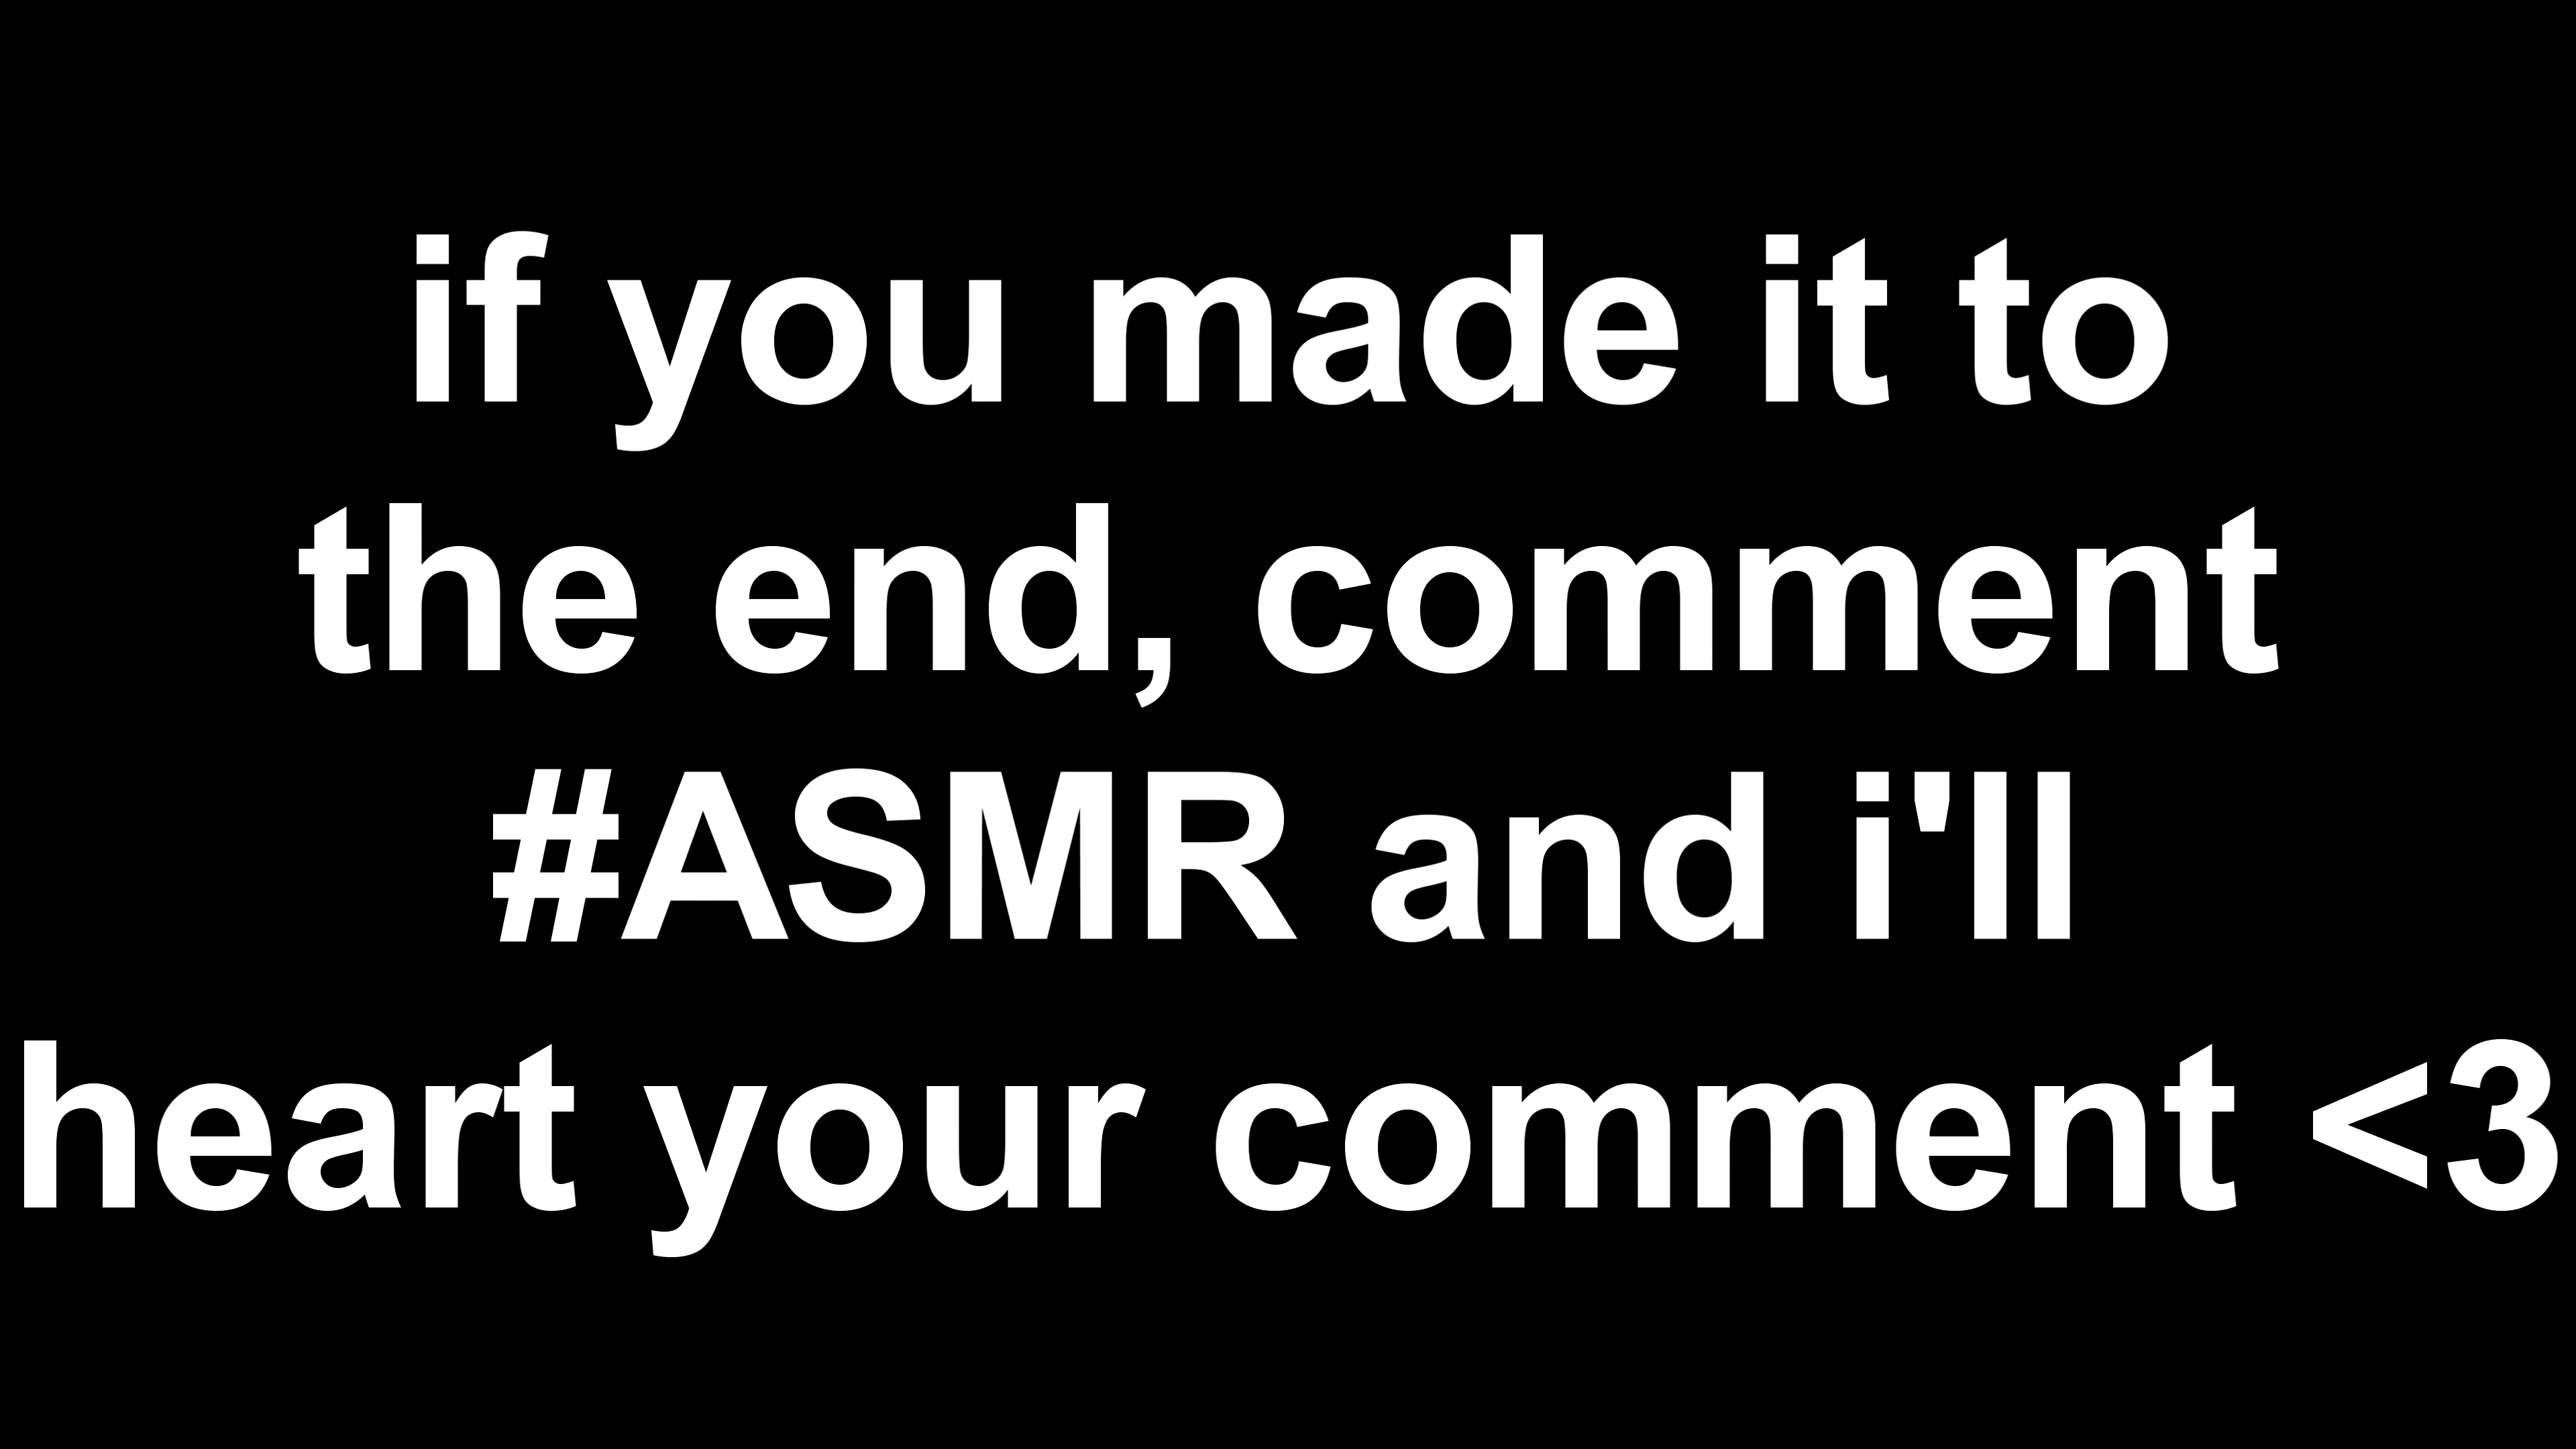 if you made it to
the end, comment
#ASMR and i'll
heart your comment <3